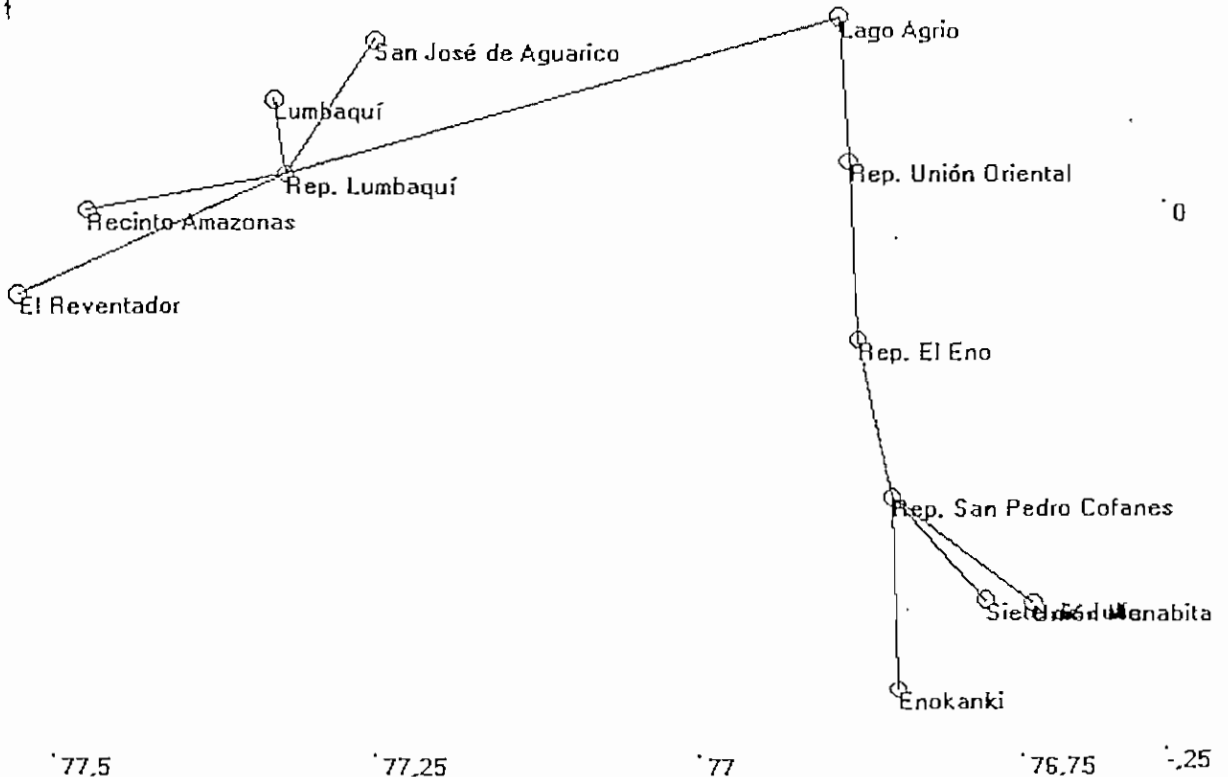 Lago Agrio
San José de Aguarico
Lumbaquí
Rep. Unión Oriental
Rep. Lumbaquí
0
Recinto Amazonas
El Reventador
Rep. El Eno
Rep. San Pedro Cofanes
Manabita
Enokanki
77,5
77,25
77
76,75
-,25